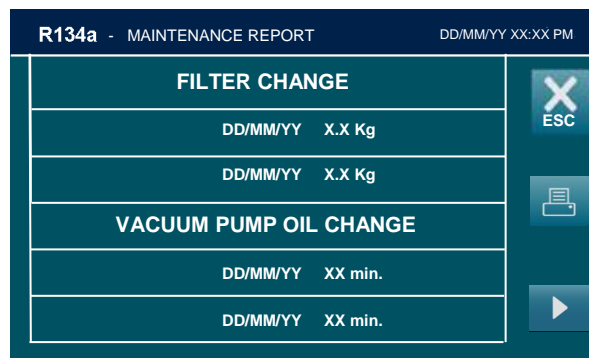 R134a - MAINTENANCE REPORT DD/MM/YY XX:XX PM
FILTER CHANGE
DD/MM/YY X.X Kg
DD/MM/YY X.X Kg
VACUUM PUMP OIL CHANGE
DD/MM/YY XX min.
DD/MM/YY XX min.
ESC